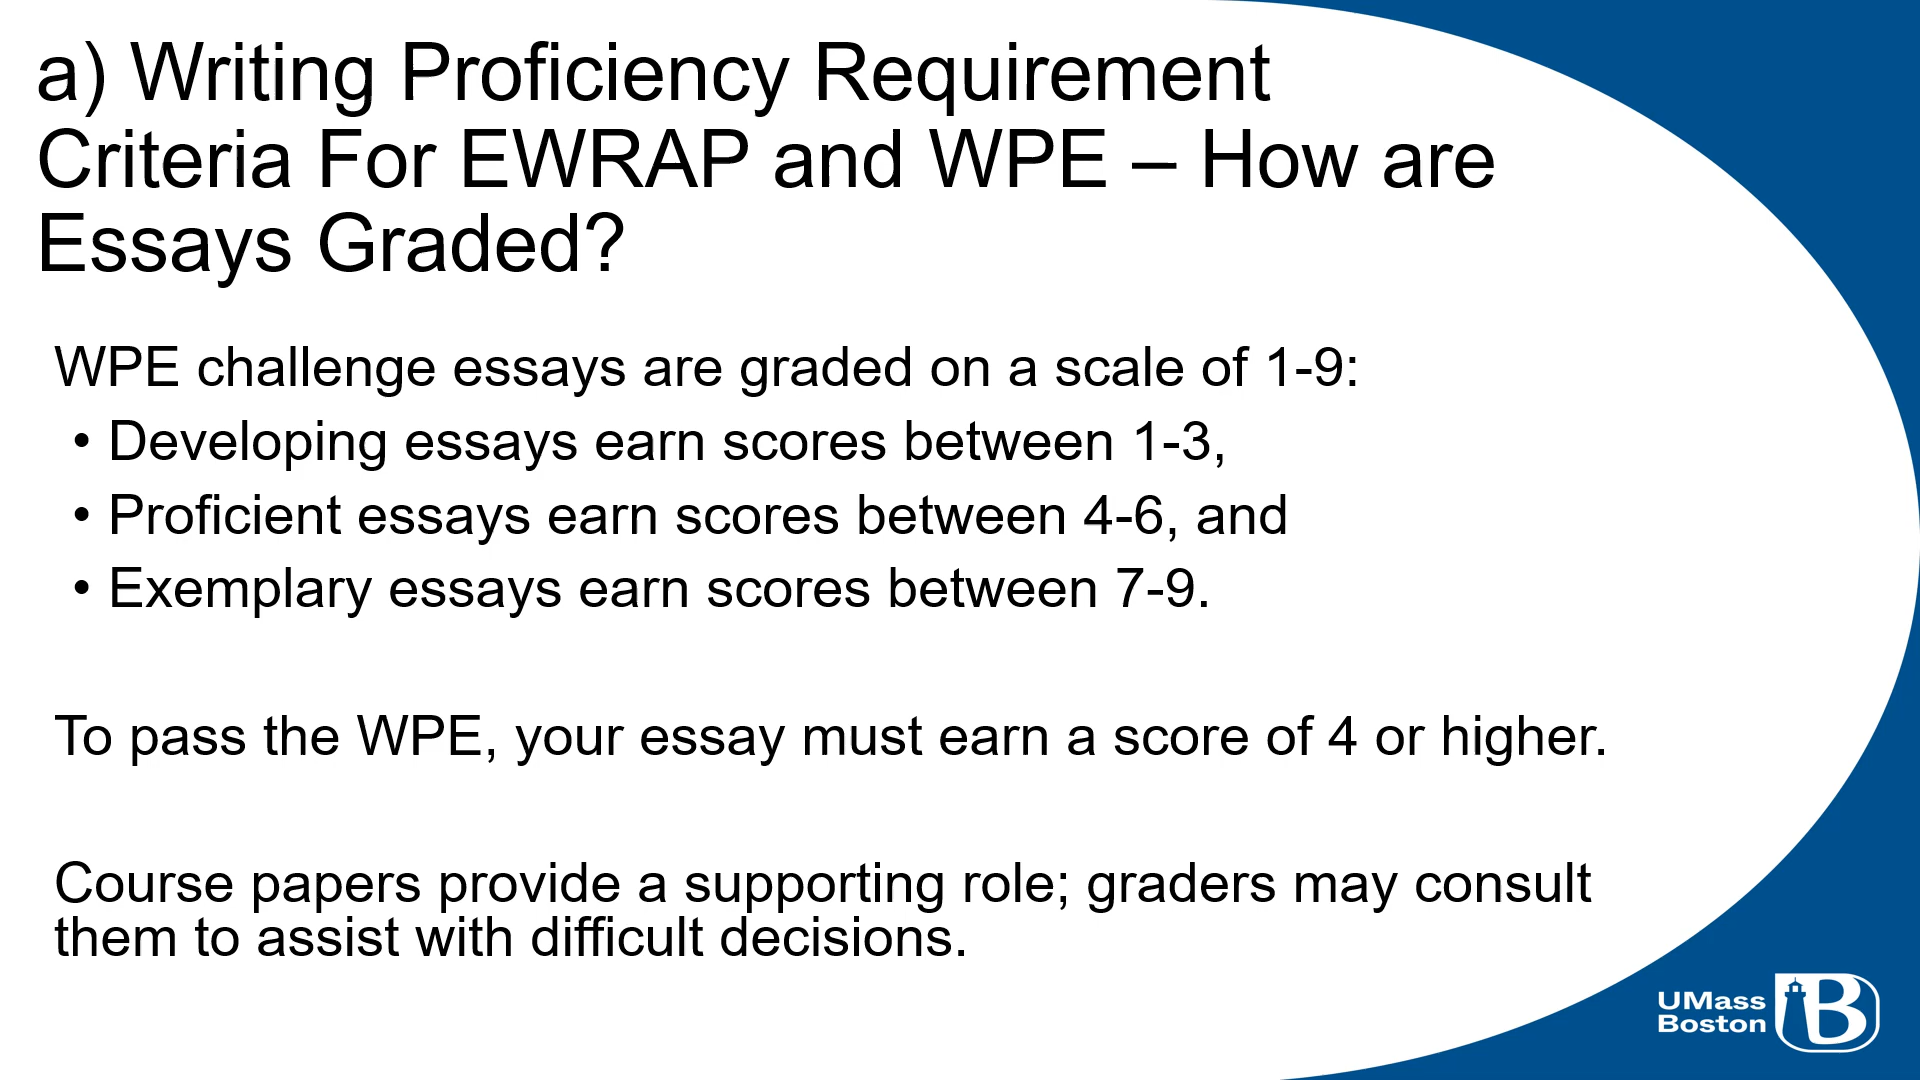 a) Writing Proficiency Requirement
Criteria For EWRAP and WPE – How are
Essays Graded?
WPE challenge essays are graded on a scale of 1-9:
• Developing essays earn scores between 1-3,
• Proficient essays earn scores between 4-6, and
• Exemplary essays earn scores between 7-9.
To pass the WPE, your essay must earn a score of 4 or higher.
Course papers provide a supporting role; graders may consult
them to assist with difficult decisions.
UMass
Boston
B